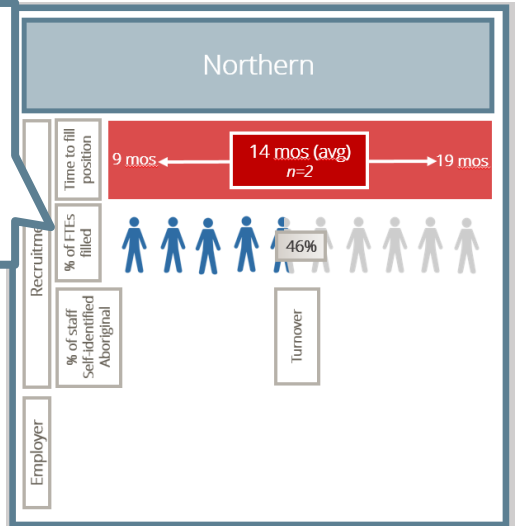 Northern
Recruitme
Time to fill
position
9 mos
14 mos (avg)
n=2
19 mos
% of FTEs
filled
46%
% of staff
Self-identified
Aboriginal
Turnover
Employer